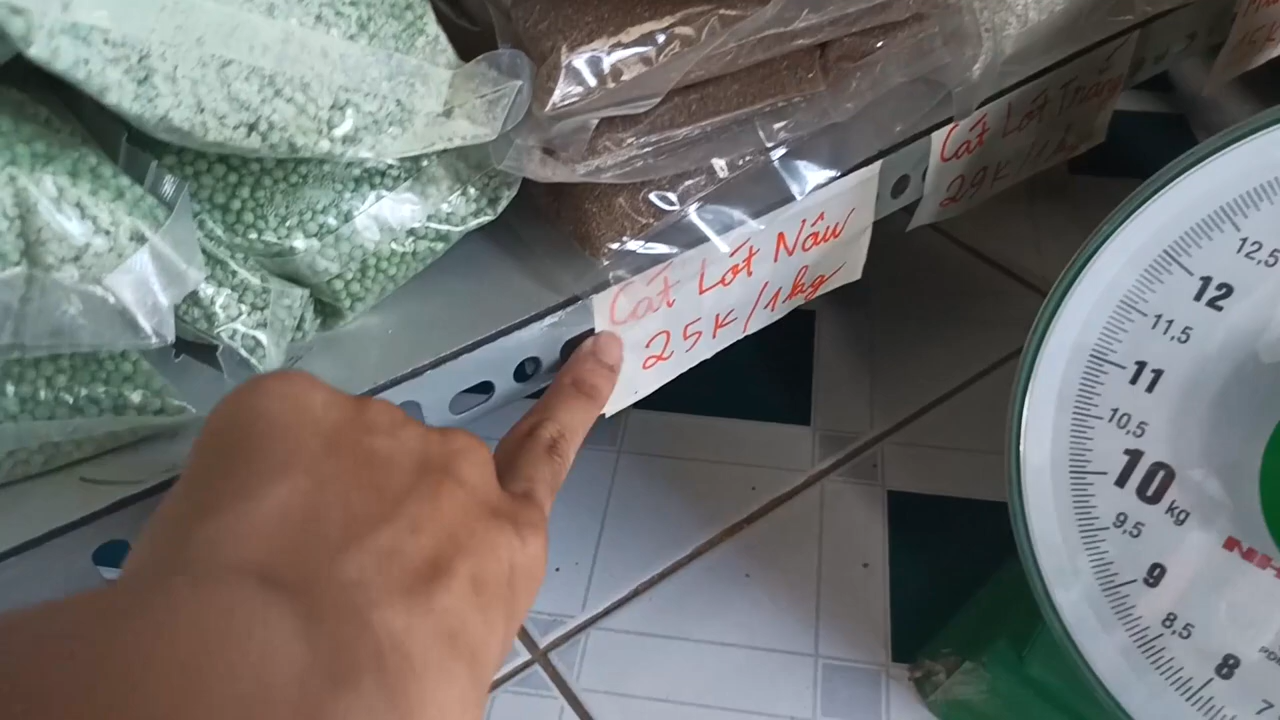 Cát Lót Nâu
25K/1kg
Cát Lót Trắng
29K/1kg
12,5
12
11,5
11
10,5
10 kg
9,5
9
8,5
8
7